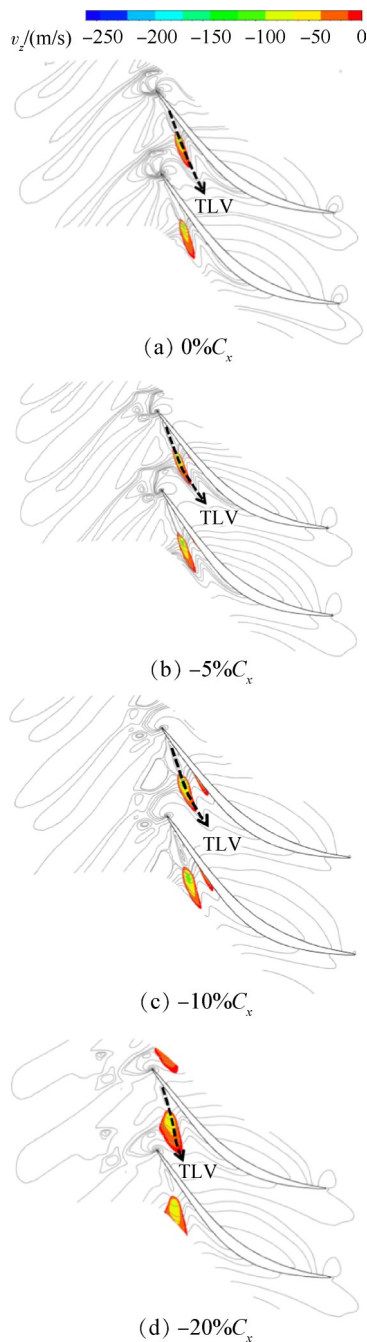 v_z/(m/s) −250 −200 −150 −100 −50 0
TLV
(a) 0%C_x
TLV
(b) −5%C_x
TLV
(c) −10%C_x
TLV
(d) −20%C_x